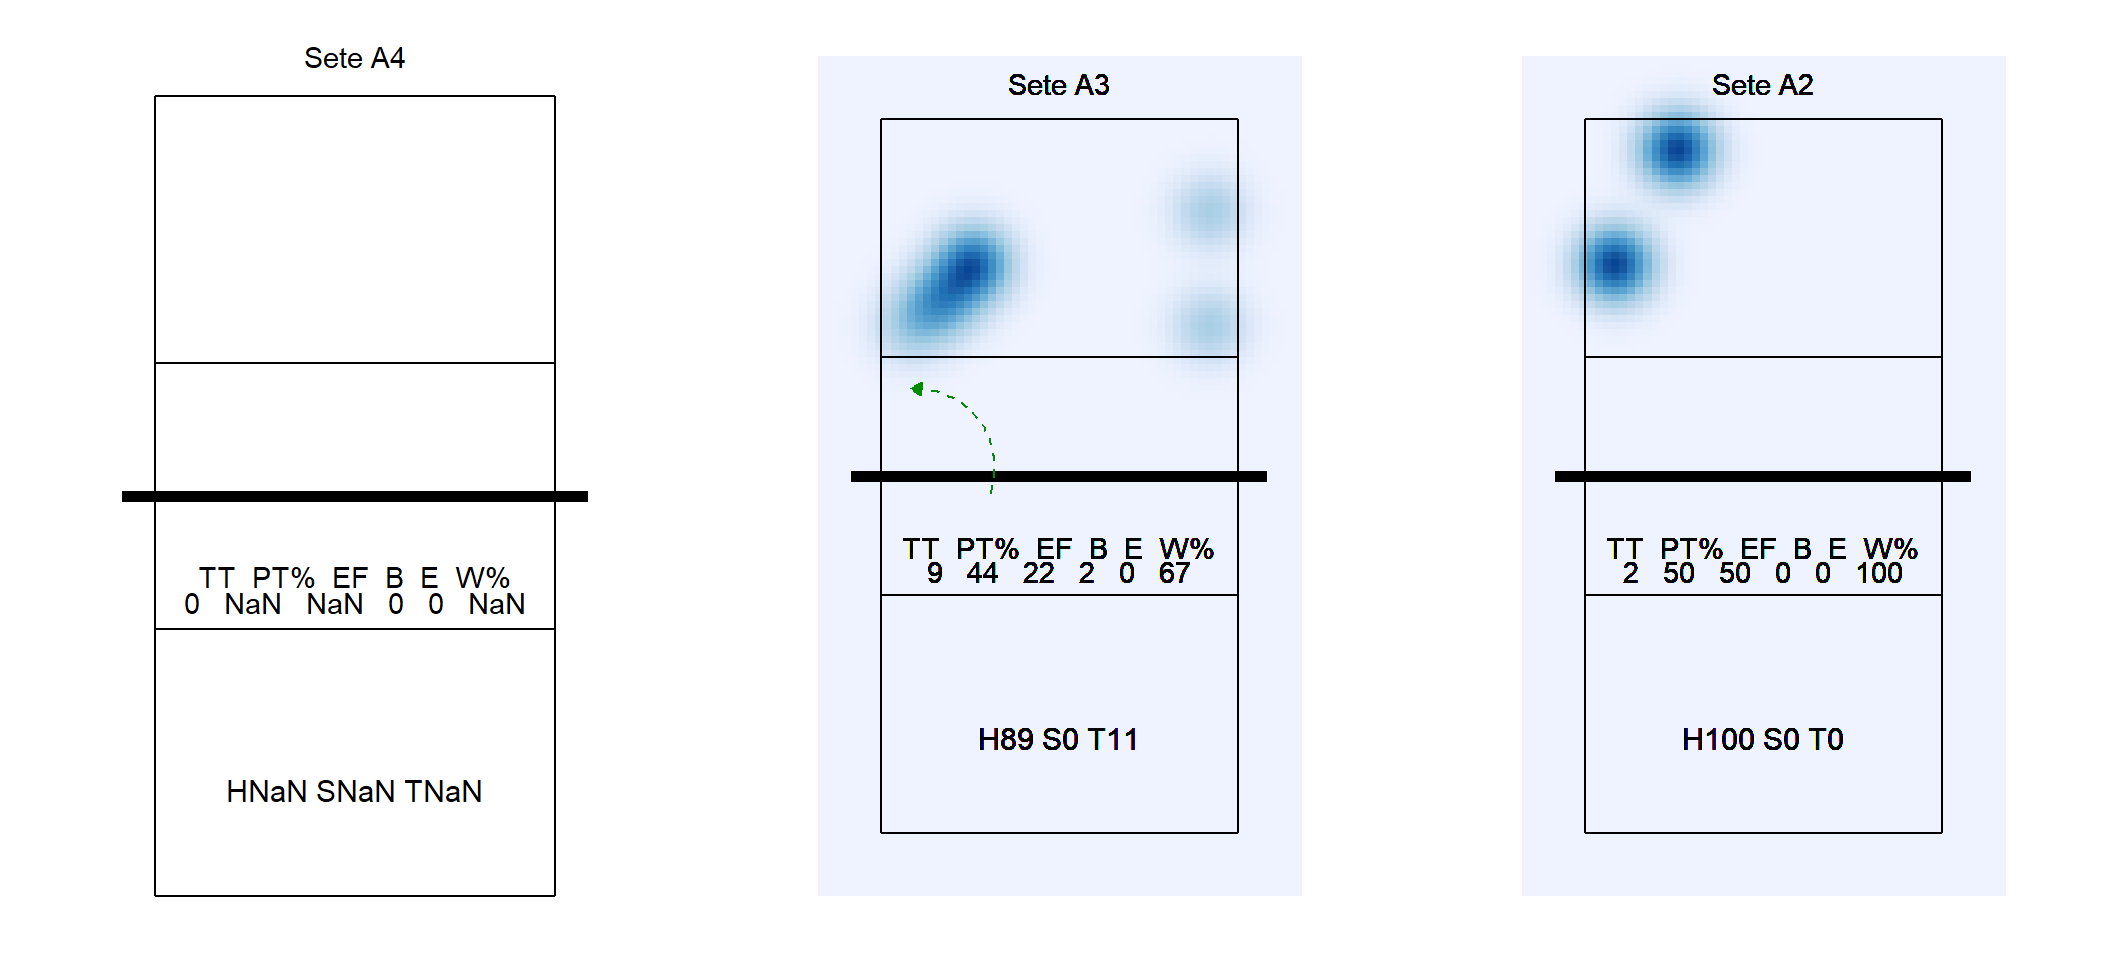 Sete A4
TT PT% EF B E W%
0 NaN NaN 0 0 NaN
HNaN SNaN TNaN
Sete A3
TT PT% EF B E W%
9 44 22 2 0 67
H89 S0 T11
Sete A2
TT PT% EF B E W%
2 50 50 0 0 100
H100 S0 T0